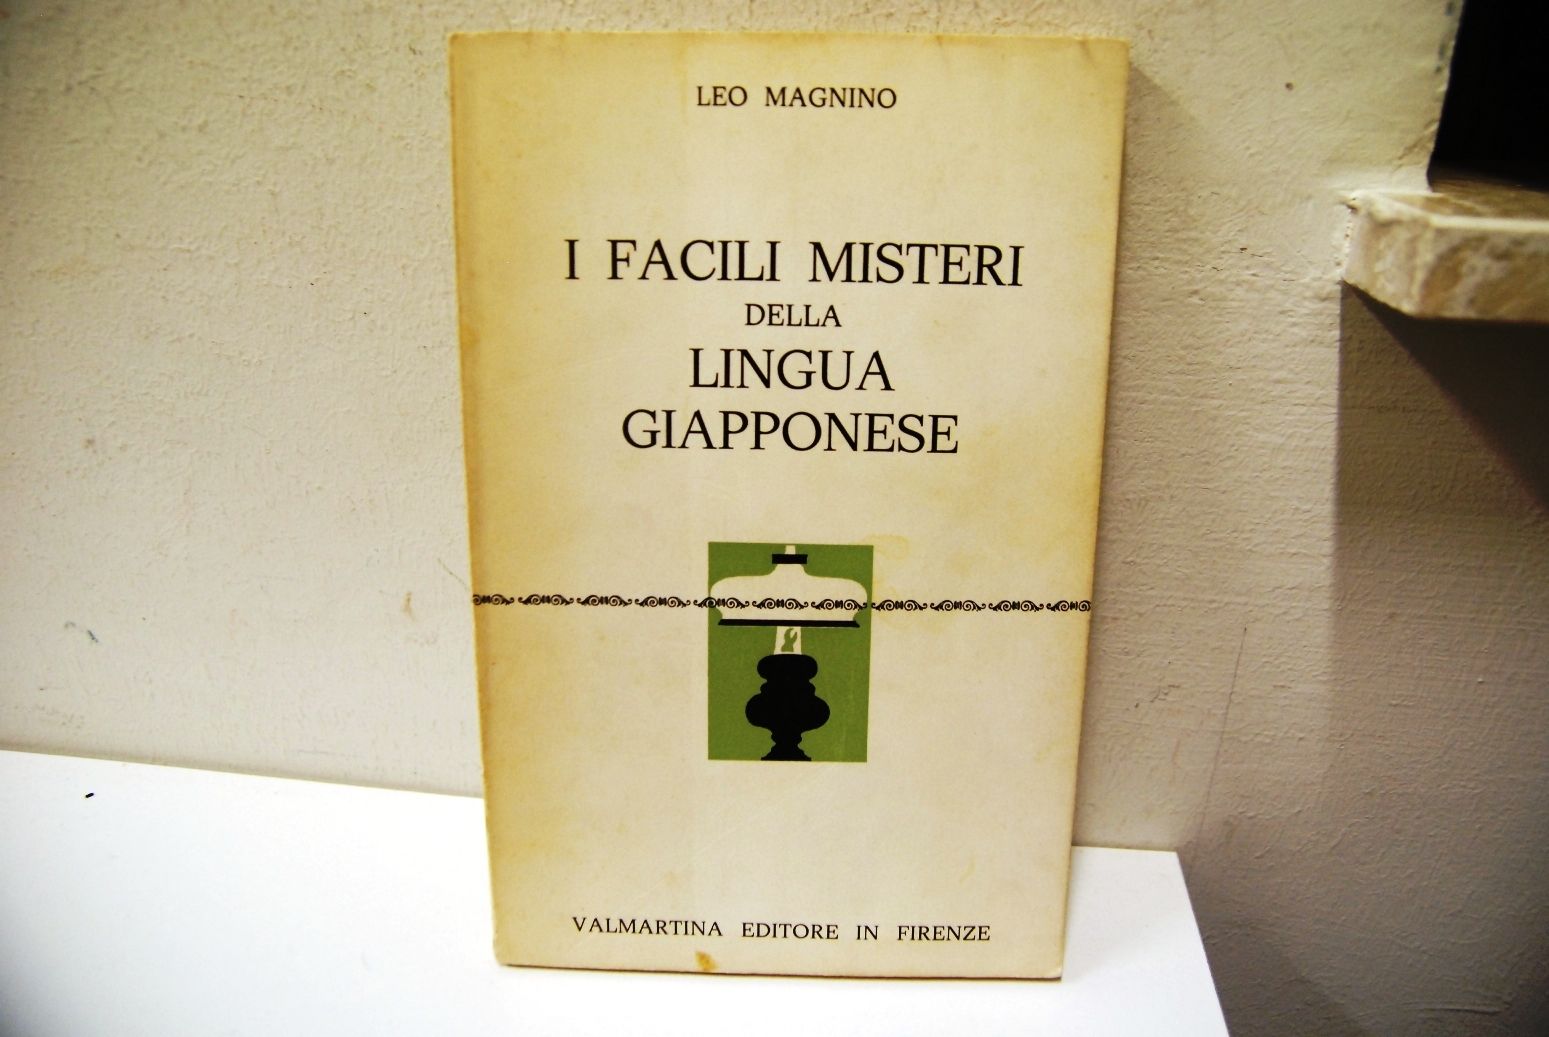 LEO MAGNINO
I FACILI MISTERI
DELLA
LINGUA
GIAPPONESE
VALMARTINA EDITORE IN FIRENZE